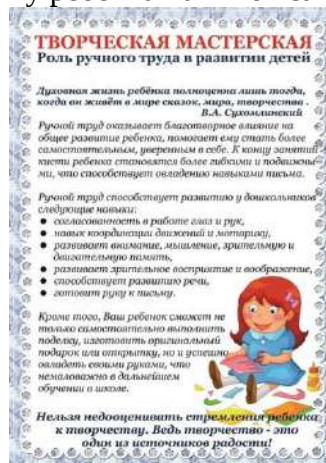 ТВОРЧЕСКАЯ МАСТЕРСКАЯ
Роль ручного труда в развитии детей
Духовная жизнь ребёнка полноценна лишь тогда,
когда он живёт в мире сказок, мира, творчества .
В.А. Сухомлинский
Ручной труд оказывает благотворное влияние на
общее развитие ребенка, помогает ему стать более
самостоятельным, уверенным в себе. К концу занятий
кисти ребенка становятся более гибкими и подвижны-
ми, что способствует овладению навыками письма.
Ручной труд способствует развитию у дошкольников
следующие навыки:
● согласованность в работе глаз и рук,
● навык координации движений и моторику,
● развивает внимание, мышление, зрительную и
двигательную память,
● развивает зрительное восприятие и воображение,
● способствует развитию речи,
● готовит руку к письму.
Кроме того, Ваш ребенок сможет не
только самостоятельно выполнить
поделку, изготовить оригинальный
подарок или открытку, но и успешно
овладеть своими руками, что
немаловажно в дальнейшем
обучении в школе.
Нельзя недооценивать стремления ребенка
к творчеству. Ведь творчество - это
один из источников радости!